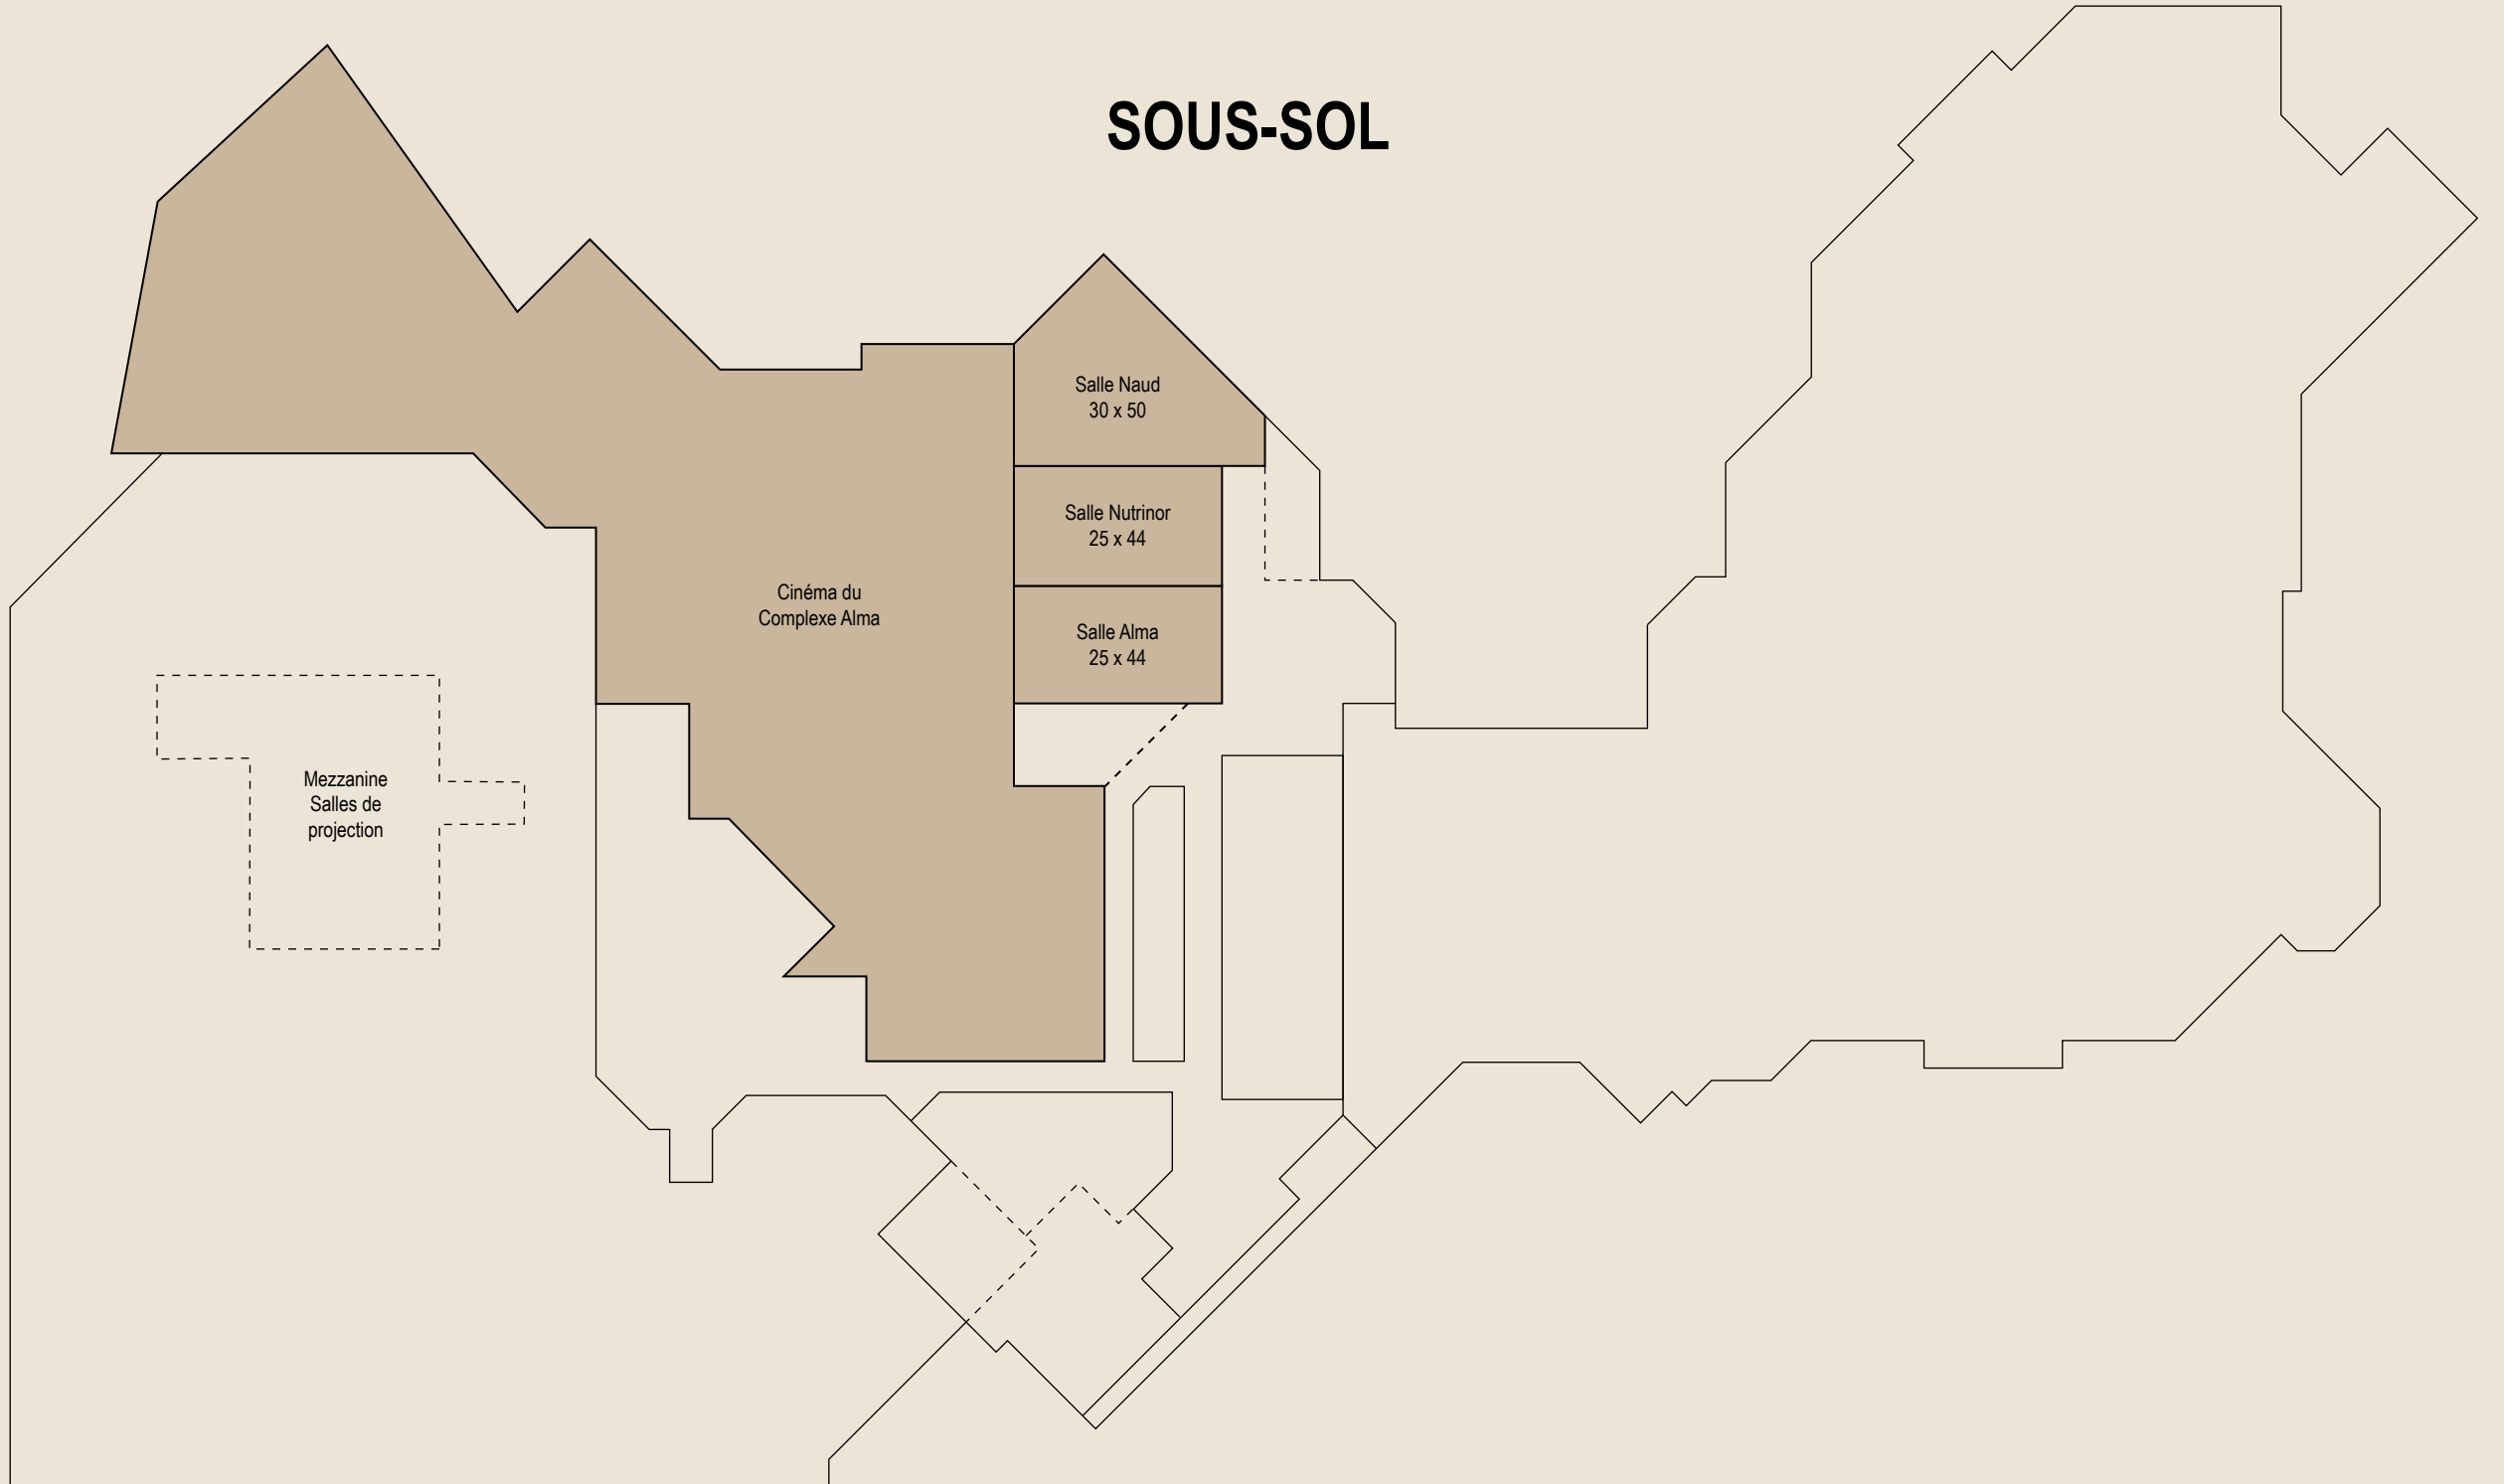 SOUS-SOL
Salle Naud
30 x 50
Salle Nutrinor
25 x 44
Cinéma du
Complexe Alma
Salle Alma
25 x 44
Mezzanine
Salles de
projection